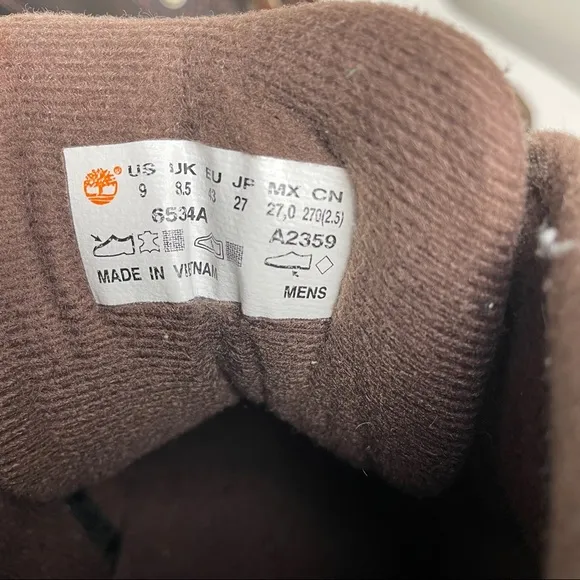 US UK EU JP MX CN
9 8.5 43 27 27,0 270(2.5)
6534A A2359
MADE IN VIETNAM MENS